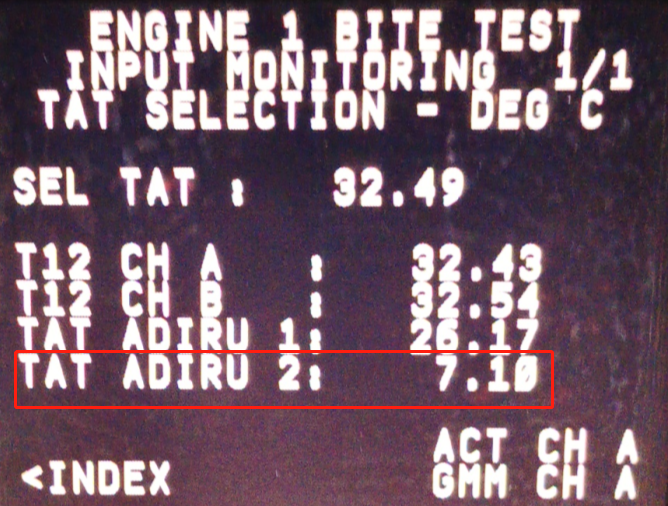 ENGINE 1 BITE TEST
INPUT MONITORING 1/1
TAT SELECTION - DEG C
SEL TAT : 32.49
T12 CH A : 32.43
T12 CH B : 32.54
TAT ADIRU 1: 26.17
TAT ADIRU 2: 7.10
ACT CH A
<INDEX GMM CH A